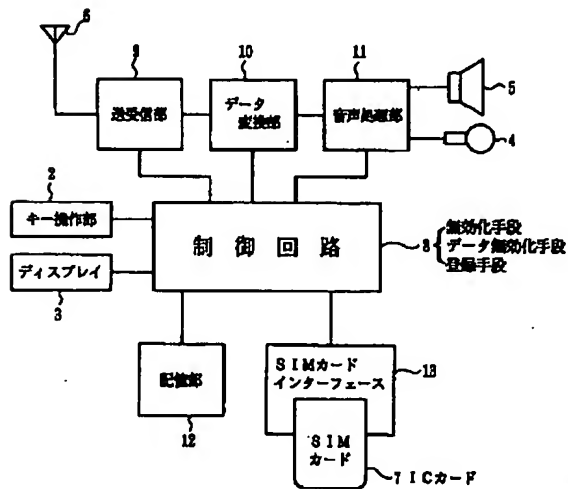 6
9
送受信部
10
データ
変換部
11
音声処理部
5
4
2
キー操作部
ディスプレイ
3
制御回路
8
無効化手段
データ無効化手段
登録手段
記憶部
12
SIMカード
インターフェース
13
SIM
カード
7 ICカード